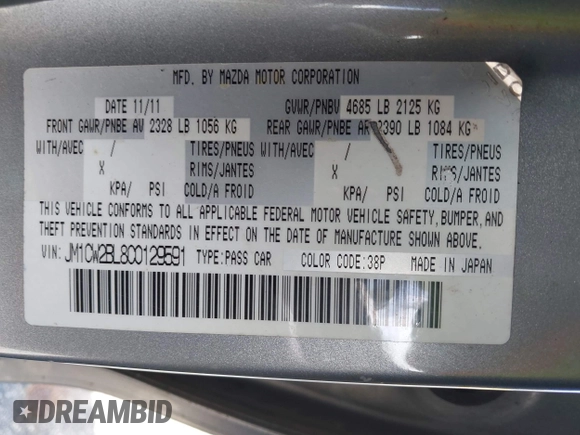 MFD. BY MAZDA MOTOR CORPORATION
DATE 11/11 GVWR/PNBV 4685 LB 2125 KG
FRONT GAWR/PNBE AV 2328 LB 1056 KG REAR GAWR/PNBE AR 2390 LB 1084 KG
WITH/AVEC / TIRES/PNEUS WITH/AVEC / TIRES/PNEUS
X RIMS/JANTES X RIMS/JANTES
KPA/ PSI COLD/A FROID KPA/ PSI COLD/A FROID
THIS VEHICLE CONFORMS TO ALL APPLICABLE FEDERAL MOTOR VEHICLE SAFETY, BUMPER, AND
THEFT PREVENTION STANDARDS IN EFFECT ON THE DATE OF MANUFACTURE SHOWN ABOVE.
VIN: JM1CW2BL8C0129591 TYPE:PASS CAR COLOR CODE:38P MADE IN JAPAN
DREAMBID